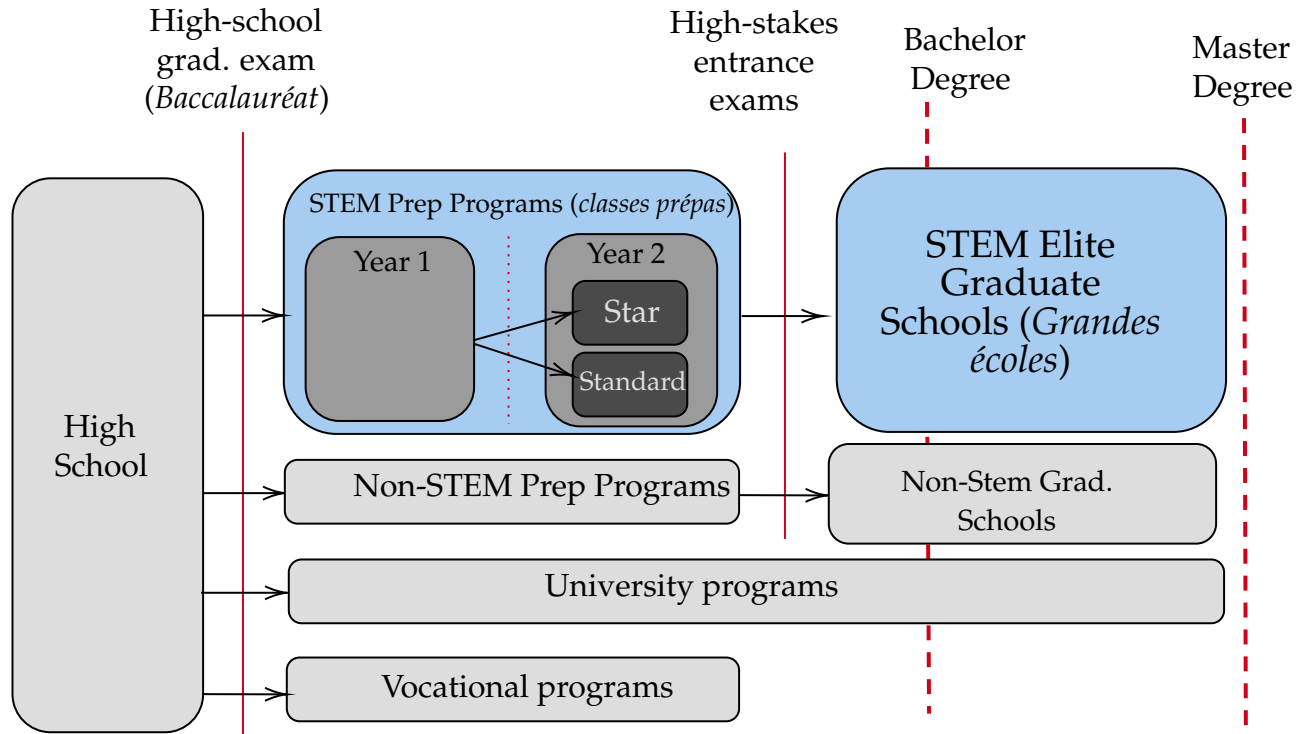 High-school
grad. exam
(Baccalauréat)
High-stakes
entrance
exams
Bachelor
Degree
Master
Degree
STEM Prep Programs (classes prépas)
Year 1
Year 2
Star
Standard
STEM Elite
Graduate
Schools (Grandes
écoles)
High
School
Non-STEM Prep Programs
Non-Stem Grad.
Schools
University programs
Vocational programs